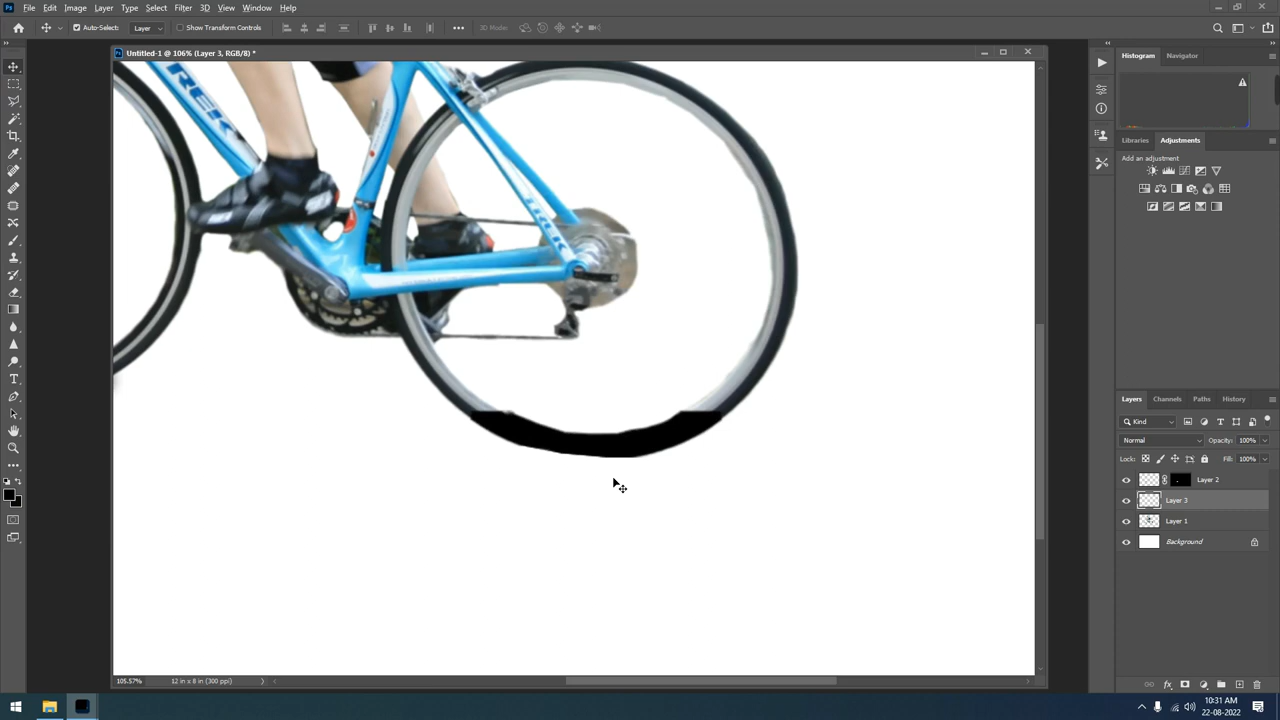 Ps File Edit Image Layer Type Select Filter 3D View Window Help
Auto-Select: Layer Show Transform Controls 3D Mode:
Untitled-1 @ 106% (Layer 3, RGB/8) *
Histogram Navigator
Libraries Adjustments
Add an adjustment
TREK
TREK
Layers Channels Paths History
Kind
Normal Opacity: 100%
Lock: Fill: 100%
Layer 2
Layer 3
Layer 1
Background
105.57% 12 in x 8 in (300 ppi)
10:31 AM
22-08-2022